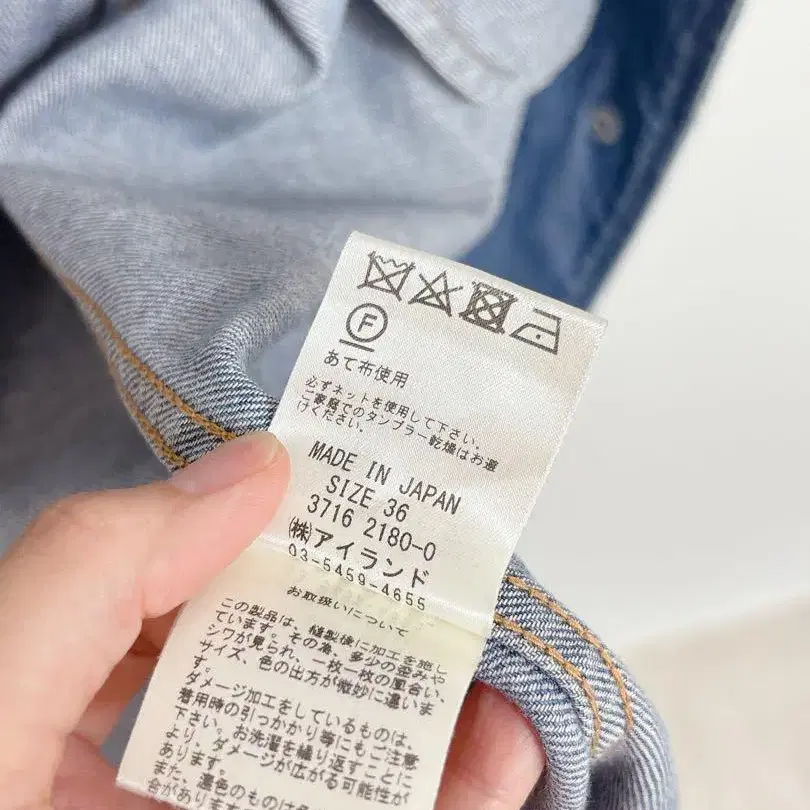 F
あて布使用
必ずネットを使用して下さい。
ご家庭でのタンブラー乾燥はお避
けください。
MADE IN JAPAN
SIZE 36
3716 2180-0
㈱アイランド
03-5459-4655
お取扱いについて
この製品は、縫製後に加工を施し
ています。その為、多少の歪みや
シワが見られ、一枚一枚の風合い、
サイズ、色の出方が微妙に違いま
す。
ダメージ加工をしているものは、
着用時の引っかかり等にもご注意
下さい。お洗濯を繰り返すことに
より、ダメージが広がる可能性が
あります。
また、濃色のものは